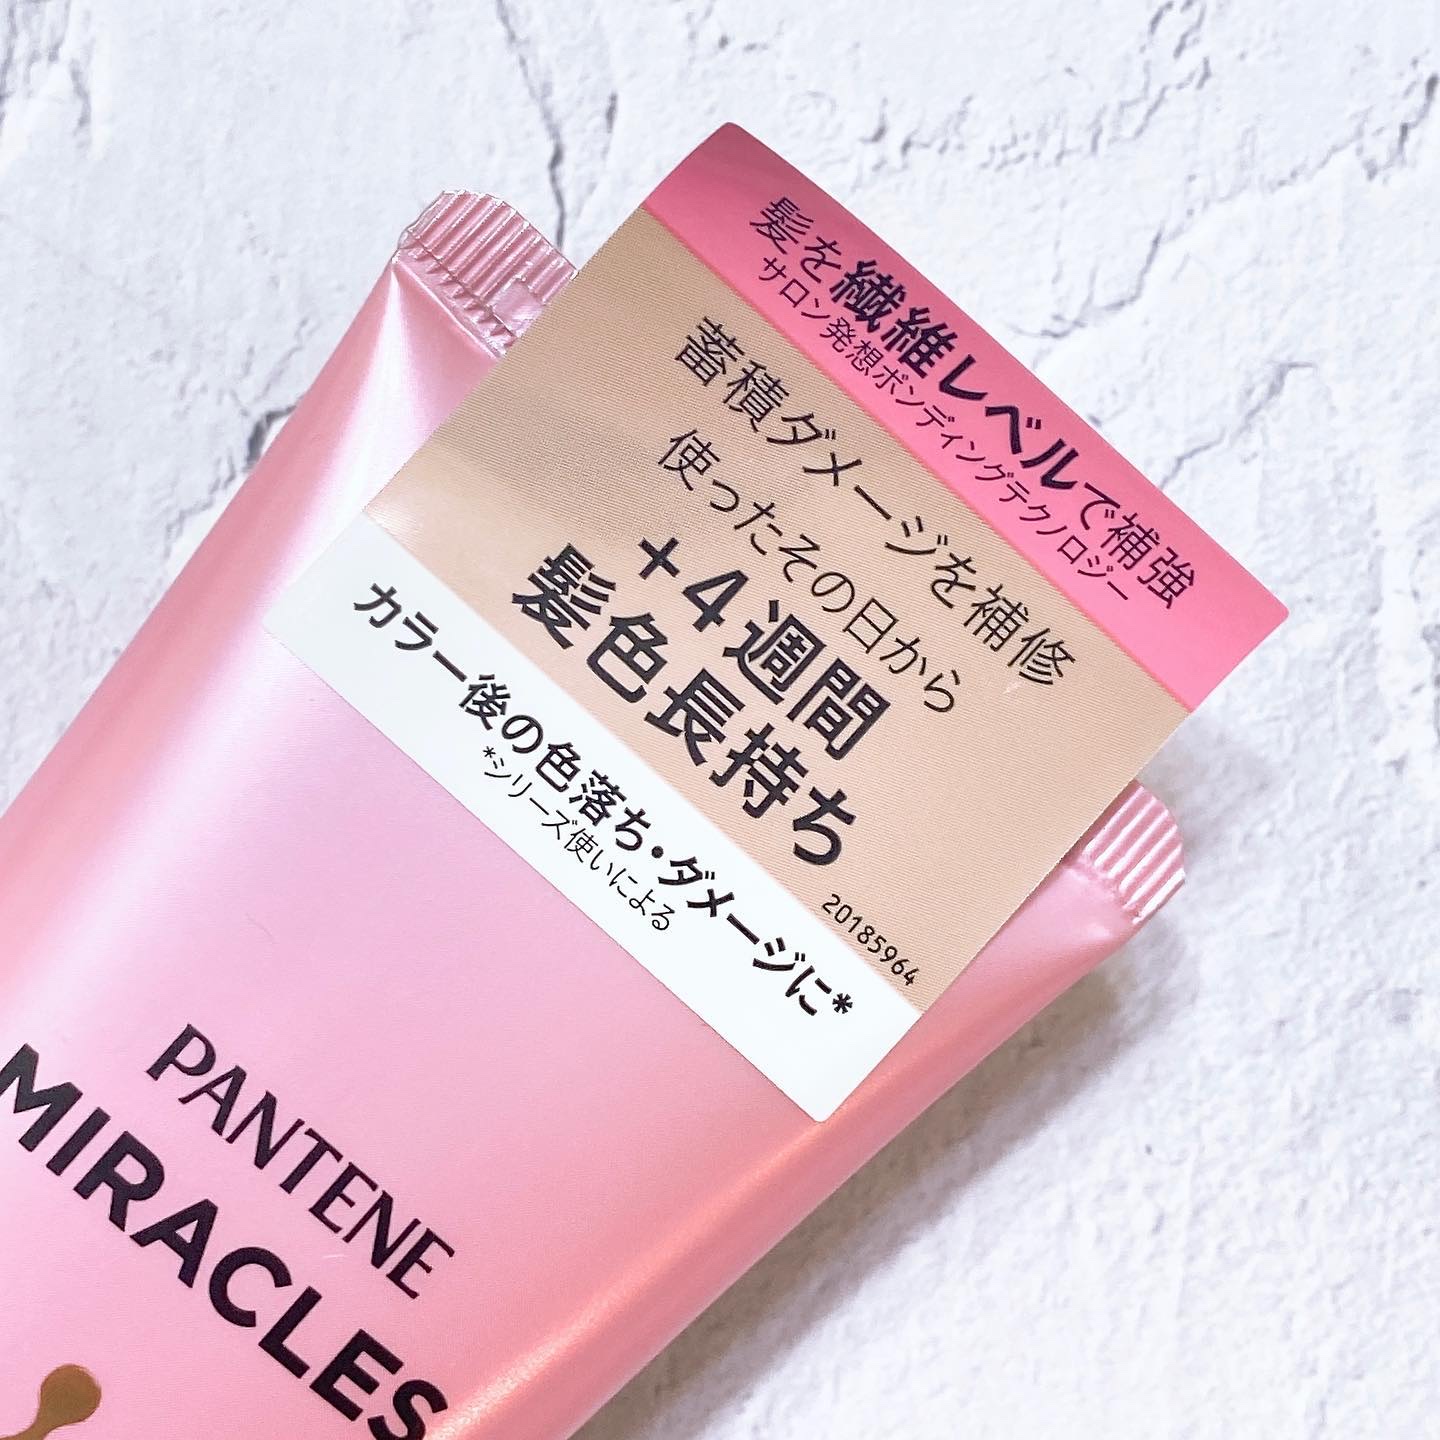 髪を繊維レベルで補強
サロン発想ボンディングテクノロジー
蓄積ダメージを補修
使ったその日から
+4週間
髪色長持ち
20185964
カラー後の色落ち・ダメージに*
*シリーズ使いによる
PANTENE
MIRACLES